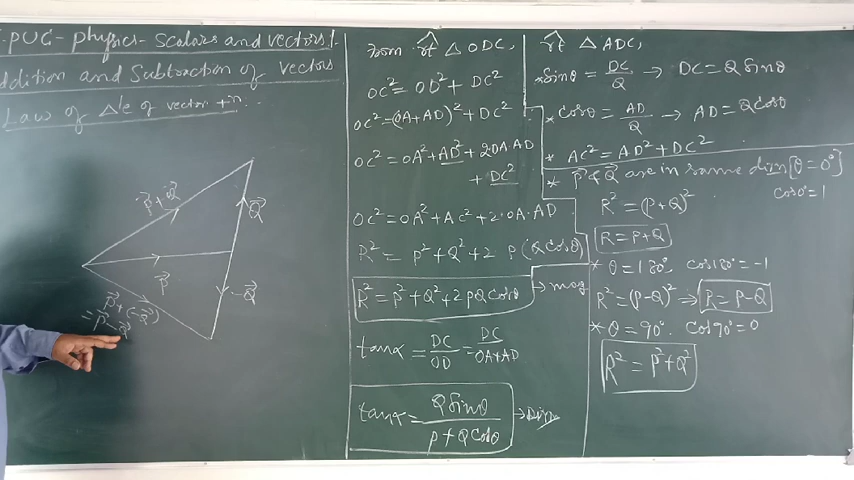 I.PUC- physics- Scalars and vectors).
ddition and Subtraction of vectors
Law of Δle of vector +n..
P⃗+Q⃗
Q⃗
P⃗
-Q⃗
P⃗+(-Q⃗)
= P⃗-Q⃗
From rt △ ODC,
OC² = OD² + DC²
OC² = (OA+AD)² + DC²
OC² = OA² + AD² + 2OA·AD
+ DC²
OC² = OA² + AC² + 2·OA·AD
R² = P² + Q² + 2 P(Q Cosθ)
R² = P² + Q² + 2PQ Cosθ → mag
tanα = DC/OD = DC/OA+AD
tanα = Q Sinθ/P + Q Cosθ → Dirn
rt △ ADC,
* Sinθ = DC/Q → DC = Q Sinθ
* Cosθ = AD/Q → AD = Q Cosθ
* AC² = AD² + DC²
* P⃗ & Q⃗ are in same dirn [θ = 0°]
Cos0° = 1
R² = (P+Q)²
R = P+Q
* θ = 180° Cos180° = -1
R² = (P-Q)² ⇒ R = P-Q
* θ = 90°. Cos90° = 0
R² = P² + Q²